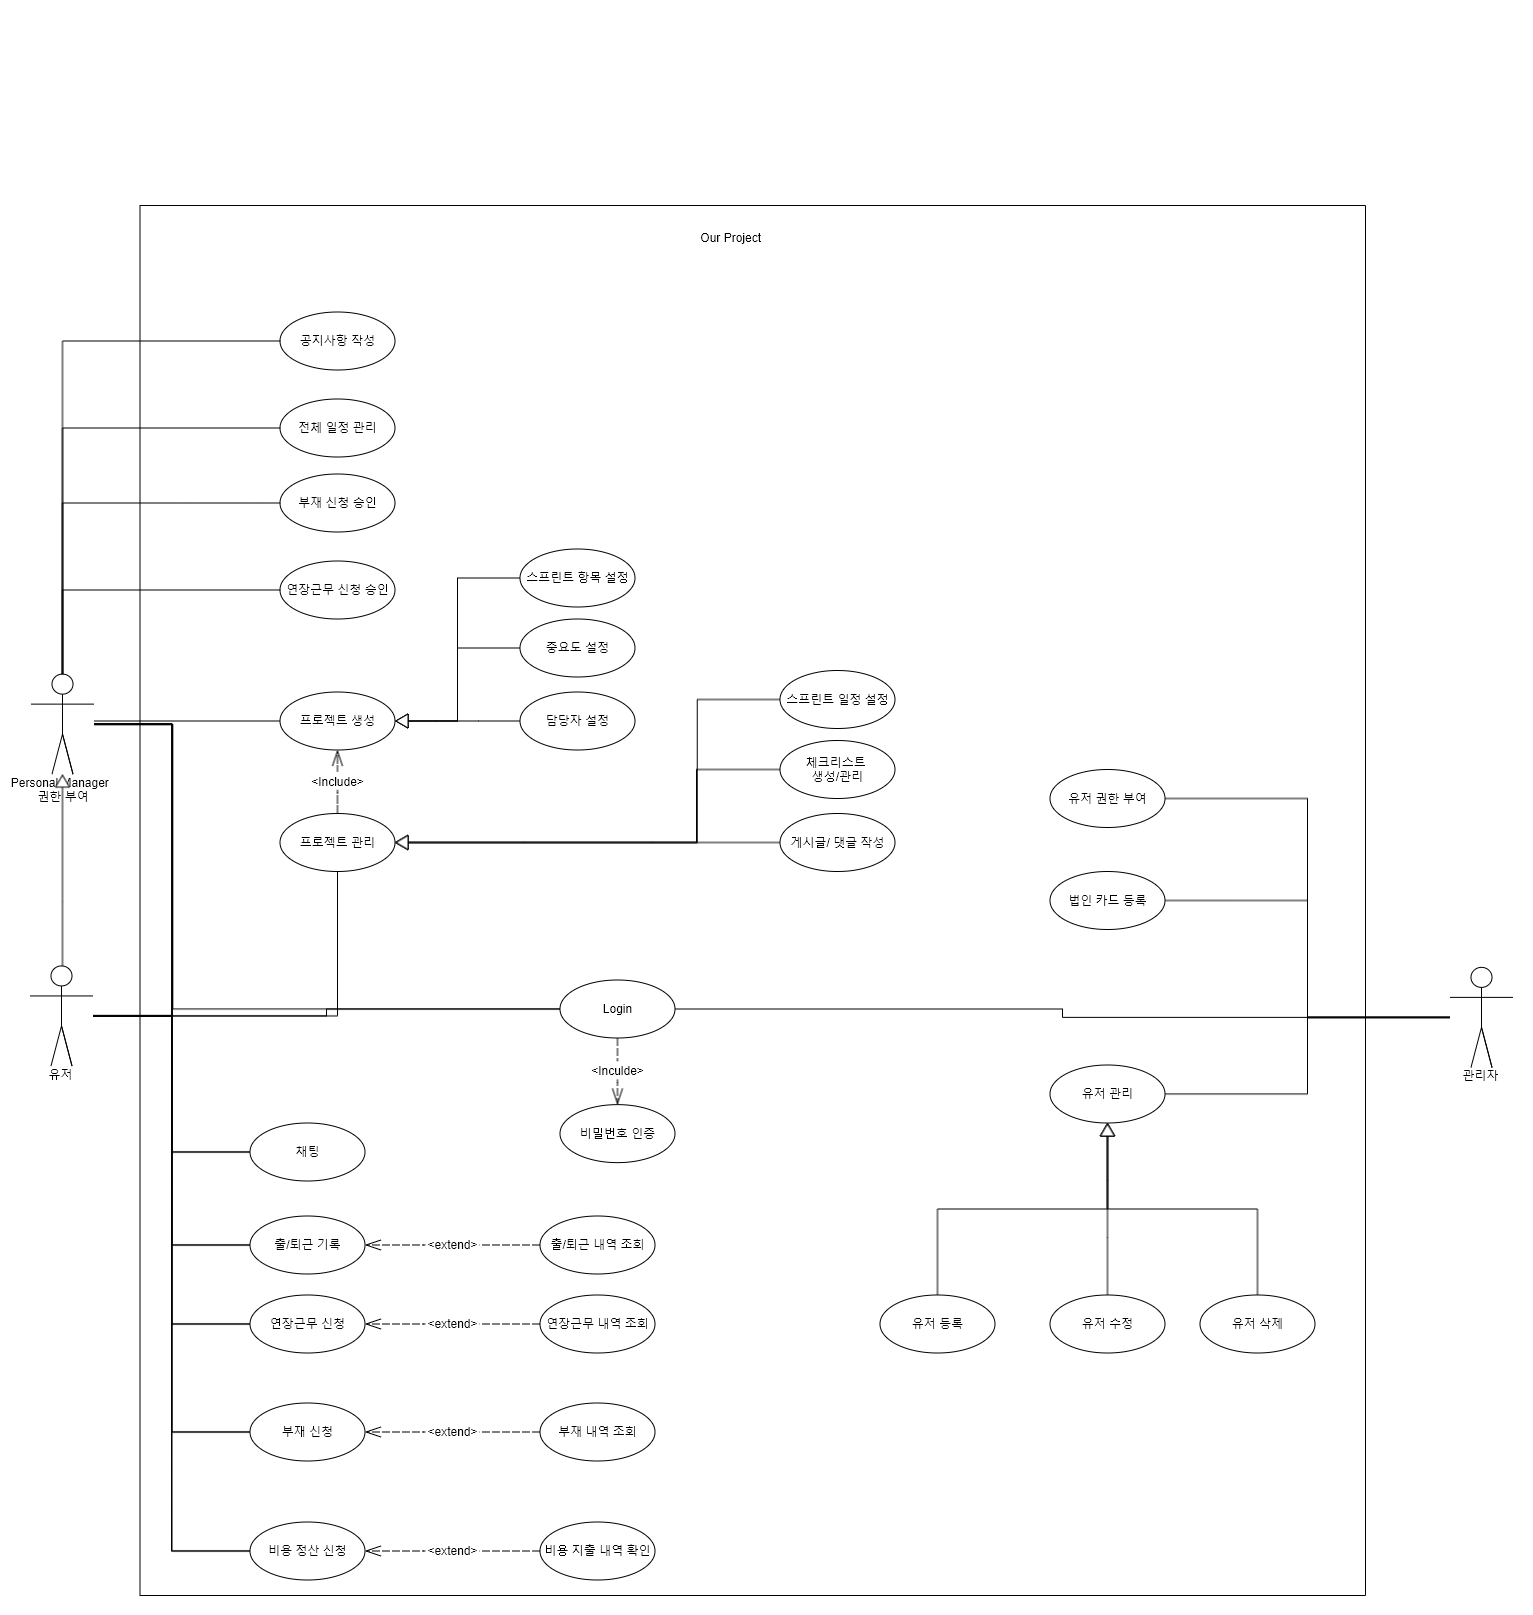 Our Project
공지사항 작성
전체 일정 관리
부재 신청 승인
연장근무 신청 승인
스프린트 항목 설정
중요도 설정
프로젝트 생성
담당자 설정
스프린트 일정 설정
체크리스트
생성/관리
<Include>
Personal Manager
권한 부여
유저 권한 부여
프로젝트 관리
게시글/ 댓글 작성
법인 카드 등록
Login
<Inculde>
유저
관리자
유저 관리
비밀번호 인증
채팅
출/퇴근 기록
<extend>
출/퇴근 내역 조회
연장근무 신청
<extend>
연장근무 내역 조회
유저 등록
유저 수정
유저 삭제
부재 신청
<extend>
부재 내역 조회
비용 정산 신청
<extend>
비용 지출 내역 확인